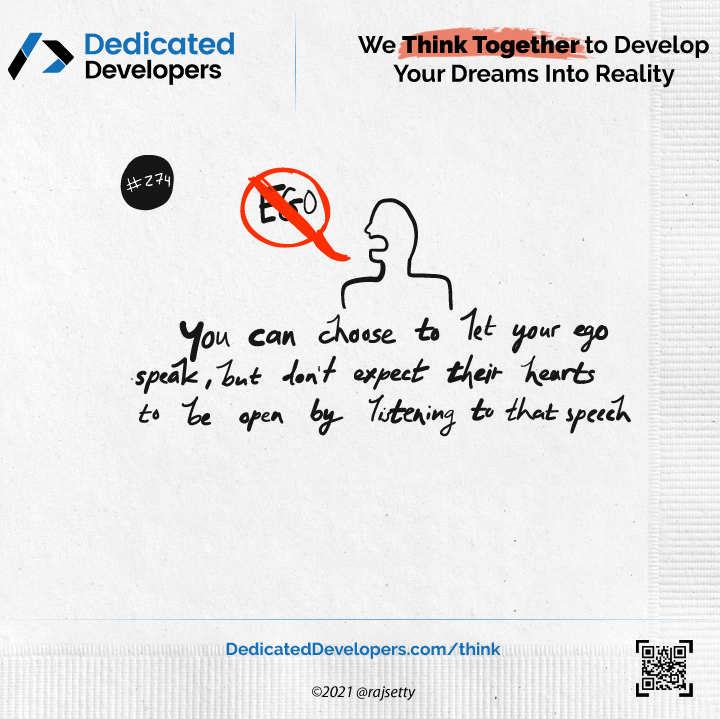 Dedicated
Developers
We Think Together to Develop
Your Dreams Into Reality
#274
EGO
You can choose to let your ego
speak, but don't expect their hearts
to be open by listening to that speech
DedicatedDevelopers.com/think
©2021 @rajsetty